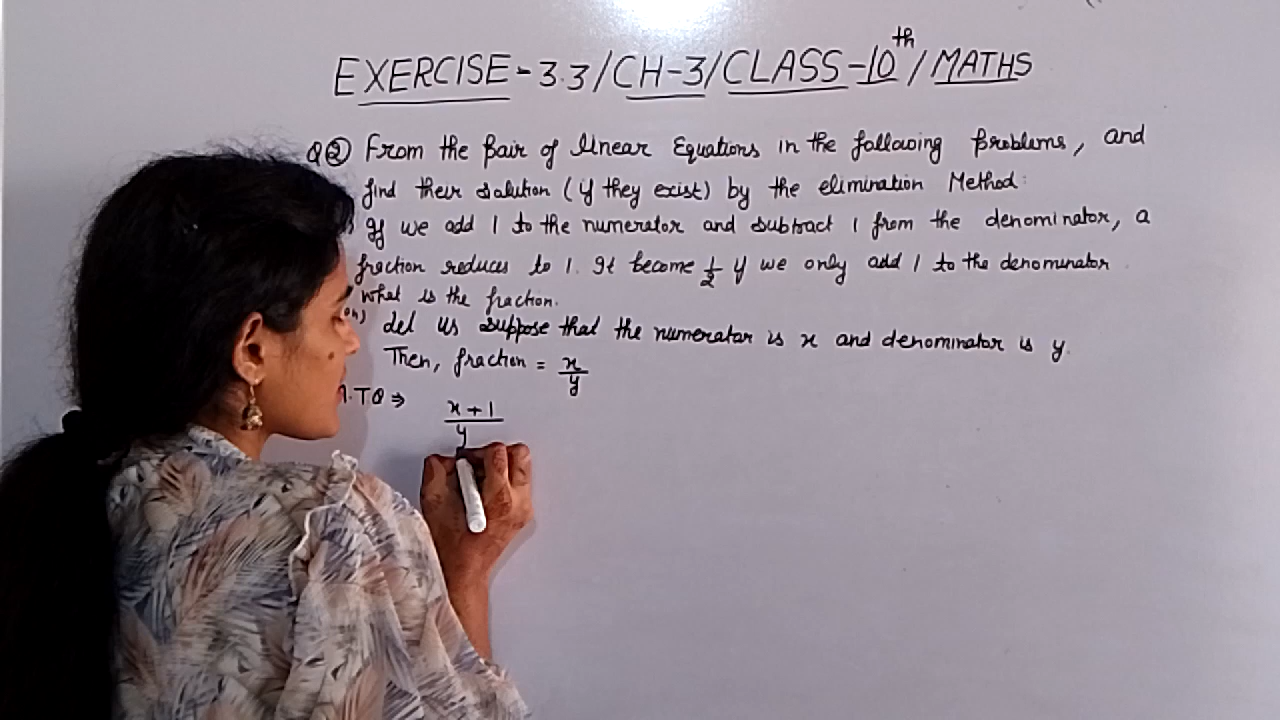 EXERCISE - 3.3 / CH-3 / CLASS - 10th / MATHS
Q② From the Pair of linear Equations in the following Problems, and
find their solution (if they exist) by the elimination Method:
If we add 1 to the numerator and subtract 1 from the denominator, a
fraction reduces to 1. It become 1/2 if we only add 1 to the denominator
what is the fraction.
Let us suppose that the numerator is x and denominator is y.
Then, fraction = x/y
A.TQ ⇒ x + 1
y